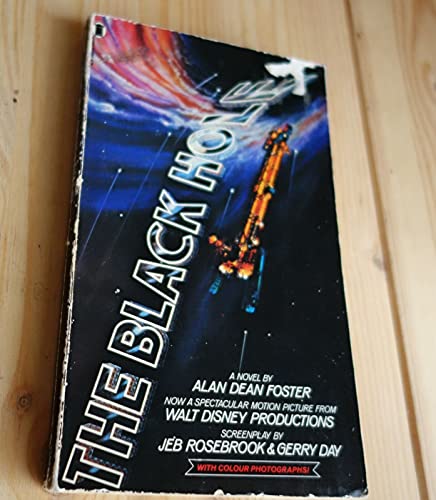 THE BLACK HOLE
A NOVEL BY
ALAN DEAN FOSTER
NOW A SPECTACULAR MOTION PICTURE FROM
WALT DISNEY PRODUCTIONS
SCREENPLAY BY
JEB ROSEBROOK & GERRY DAY
WITH COLOUR PHOTOGRAPHS!